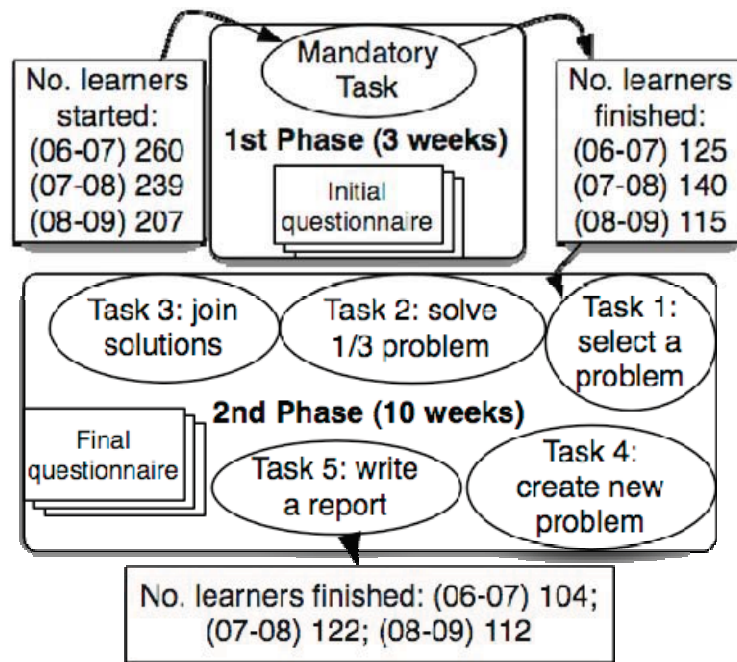 No. learners
started:
(06-07) 260
(07-08) 239
(08-09) 207
Mandatory
Task
1st Phase (3 weeks)
Initial
questionnaire
No. learners
finished:
(06-07) 125
(07-08) 140
(08-09) 115
Task 3: join
solutions
Task 2: solve
1/3 problem
Task 1:
select a
problem
2nd Phase (10 weeks)
Final
questionnaire
Task 5: write
a report
Task 4:
create new
problem
No. learners finished: (06-07) 104;
(07-08) 122; (08-09) 112